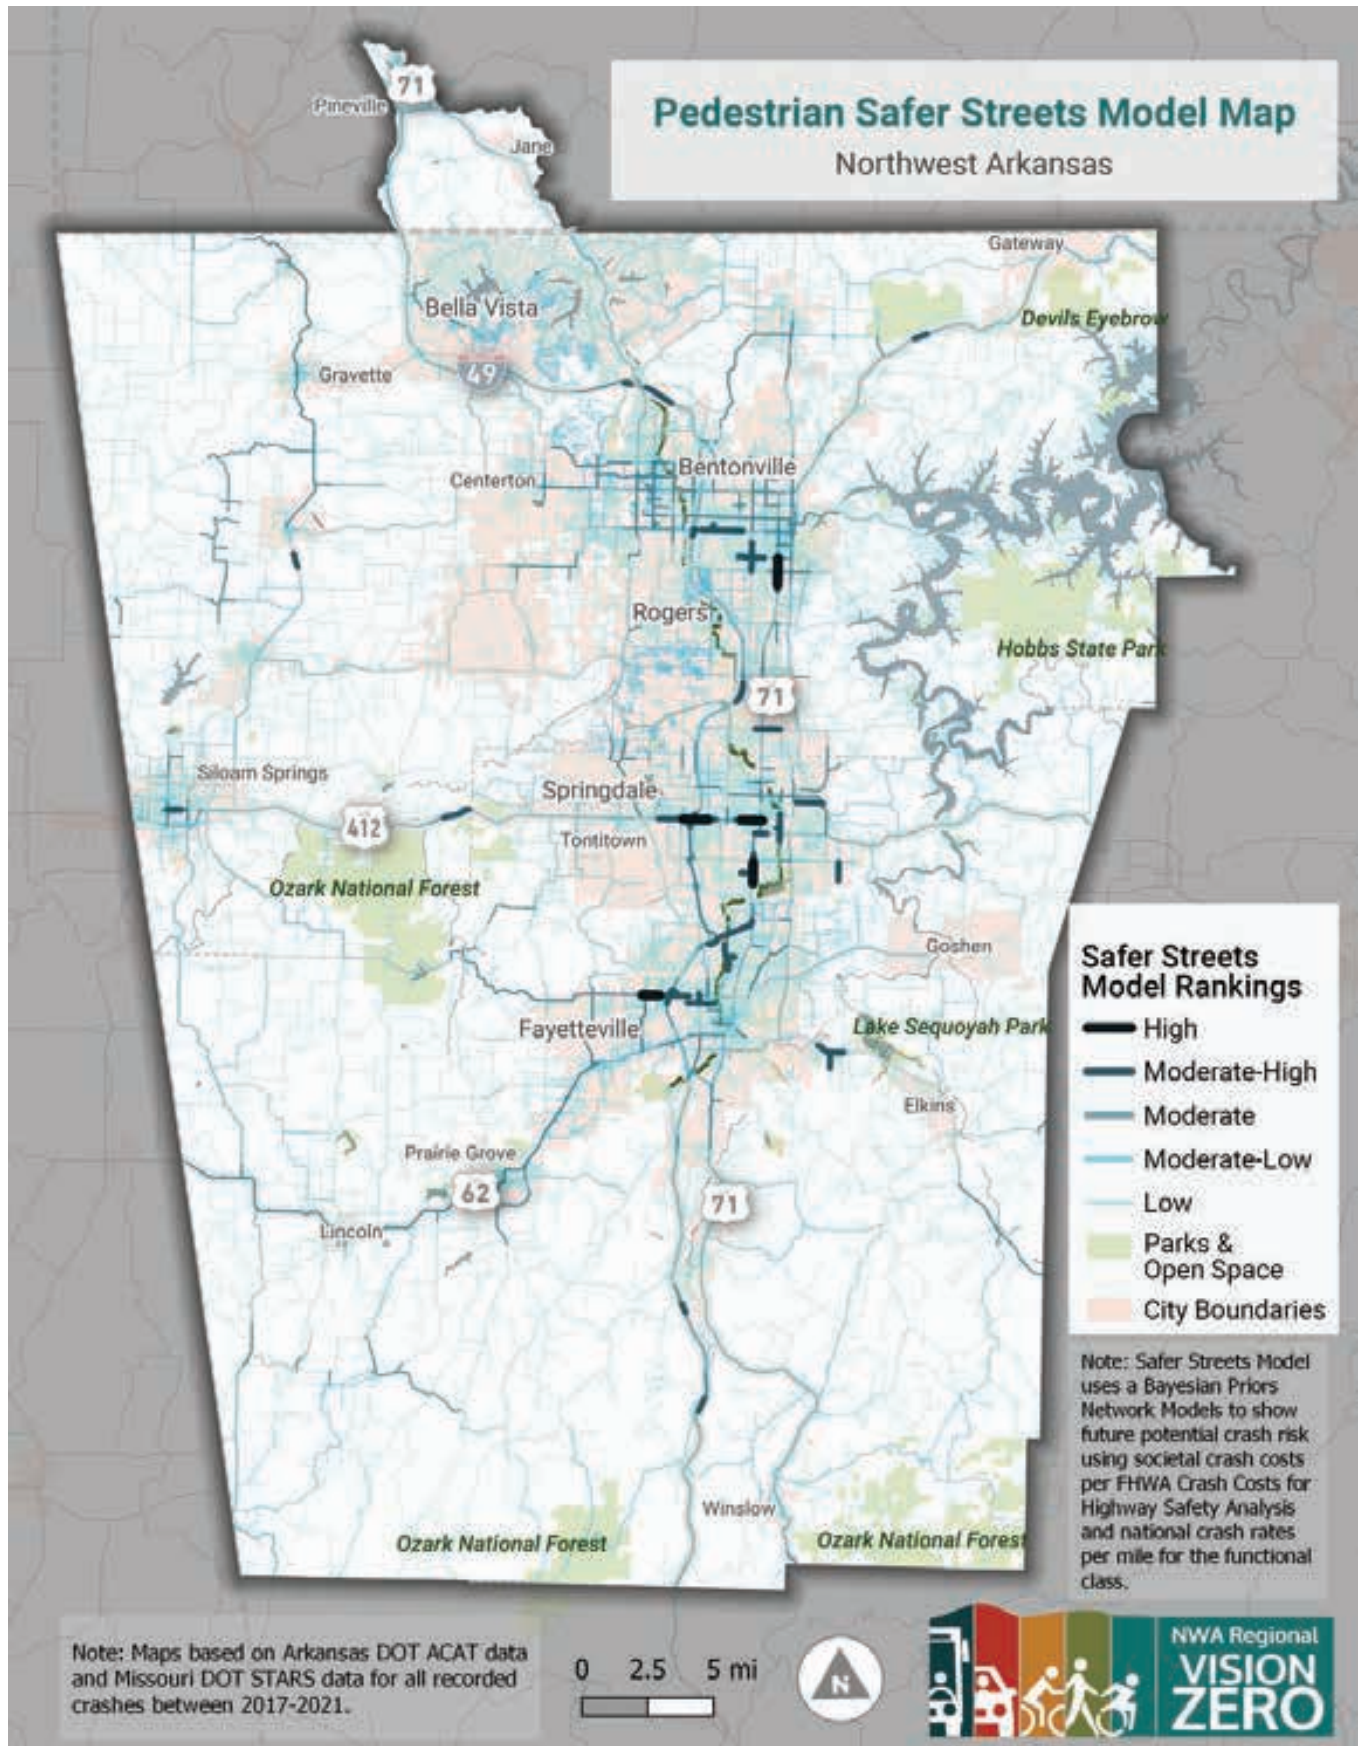 Pedestrian Safer Streets Model Map
Northwest Arkansas
71
Pineville
Jane
Gateway
Bella Vista
Devils Eyebrow
Gravette
49
Bentonville
Centerton
Rogers
Hobbs State Park
71
Siloam Springs
Springdale
412
Tontitown
Ozark National Forest
Goshen
Fayetteville
Lake Sequoyah Park
Elkins
Prairie Grove
62
71
Lincoln
Winslow
Ozark National Forest
Ozark National Forest
Safer Streets
Model Rankings
High
Moderate-High
Moderate
Moderate-Low
Low
Parks &
Open Space
City Boundaries
Note: Safer Streets Model
uses a Bayesian Priors
Network Models to show
future potential crash risk
using societal crash costs
per FHWA Crash Costs for
Highway Safety Analysis
and national crash rates
per mile for the functional
class.
Note: Maps based on Arkansas DOT ACAT data
and Missouri DOT STARS data for all recorded
crashes between 2017-2021.
0 2.5 5 mi
N
NWA Regional
VISION
ZERO